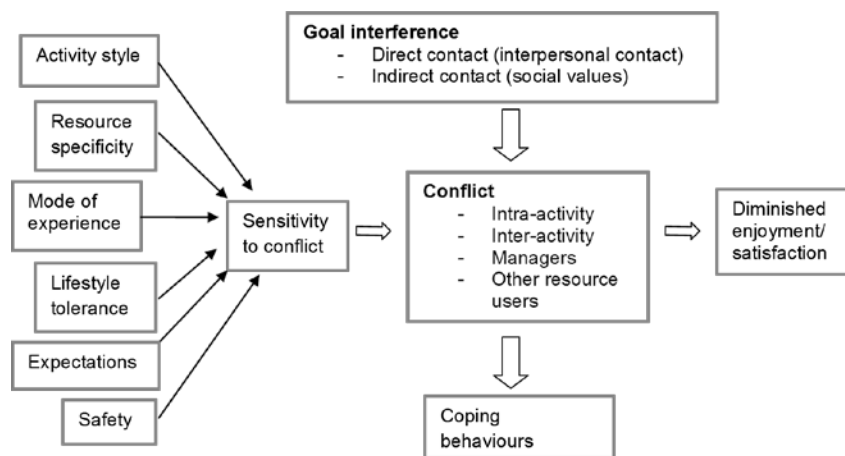 Goal interference
- Direct contact (interpersonal contact)
- Indirect contact (social values)
Activity style
Resource
specificity
Mode of
experience
Lifestyle
tolerance
Expectations
Safety
Sensitivity
to conflict
Conflict
- Intra-activity
- Inter-activity
- Managers
- Other resource
users
Diminished
enjoyment/
satisfaction
Coping
behaviours